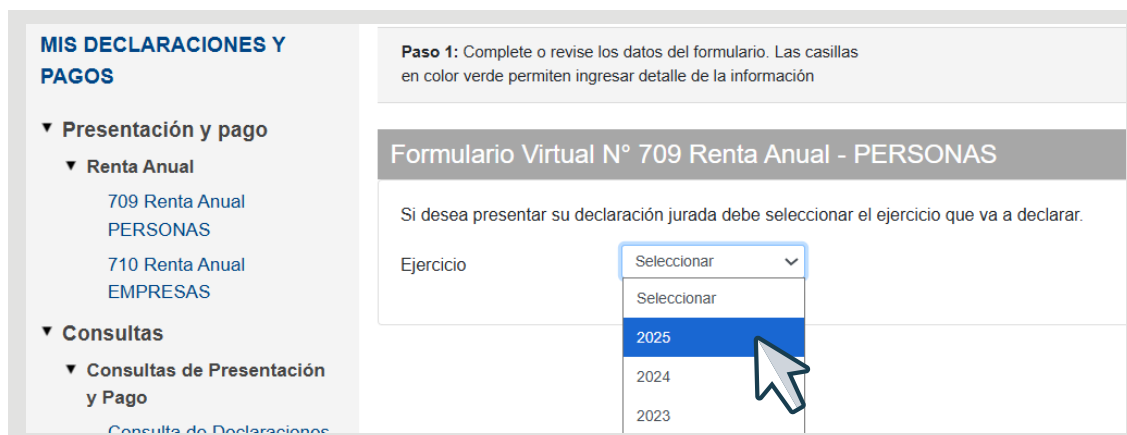 MIS DECLARACIONES Y
PAGOS
Presentación y pago
Renta Anual
709 Renta Anual
PERSONAS
710 Renta Anual
EMPRESAS
Consultas
Consultas de Presentación
y Pago
Consulta de Declaraciones
Paso 1: Complete o revise los datos del formulario. Las casillas
en color verde permiten ingresar detalle de la información
Formulario Virtual N° 709 Renta Anual - PERSONAS
Si desea presentar su declaración jurada debe seleccionar el ejercicio que va a declarar.
Ejercicio
Seleccionar
Seleccionar
2025
2024
2023